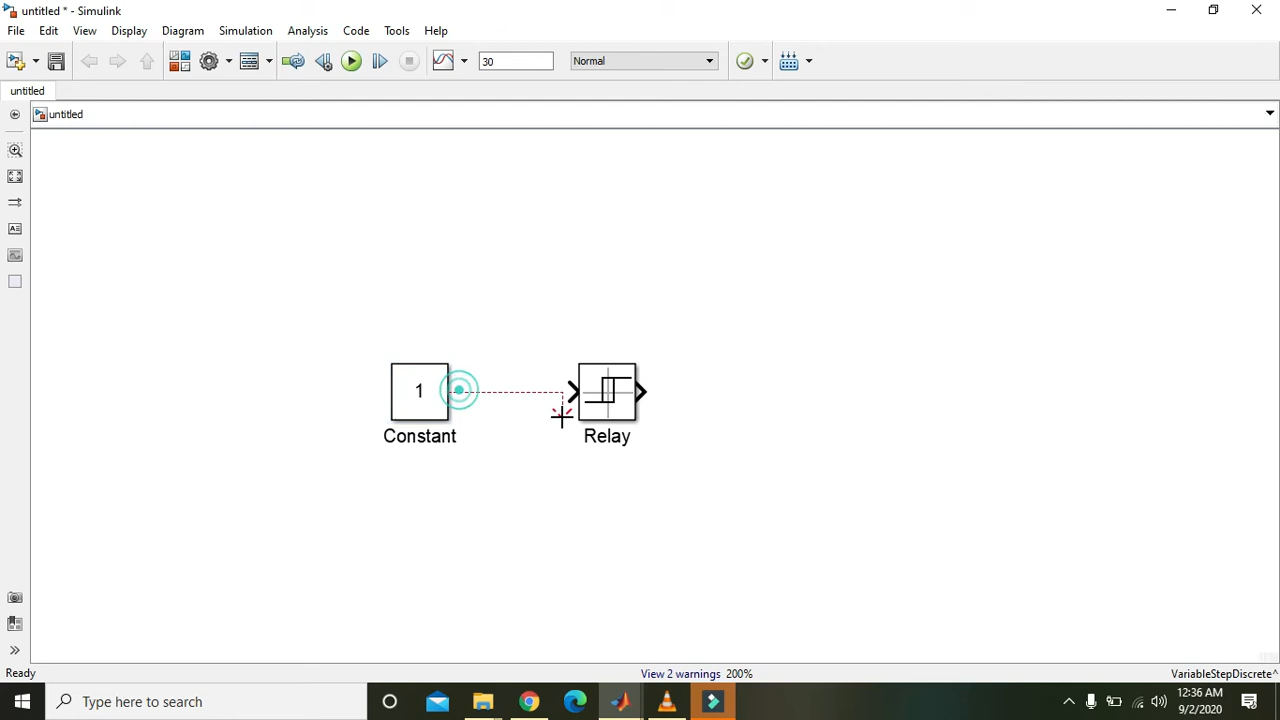 untitled * - Simulink
File Edit View Display Diagram Simulation Analysis Code Tools Help
30 Normal
untitled
untitled
1
Constant Relay
Ready View 2 warnings 200% VariableStepDiscrete
Type here to search
12:36 AM
9/2/2020